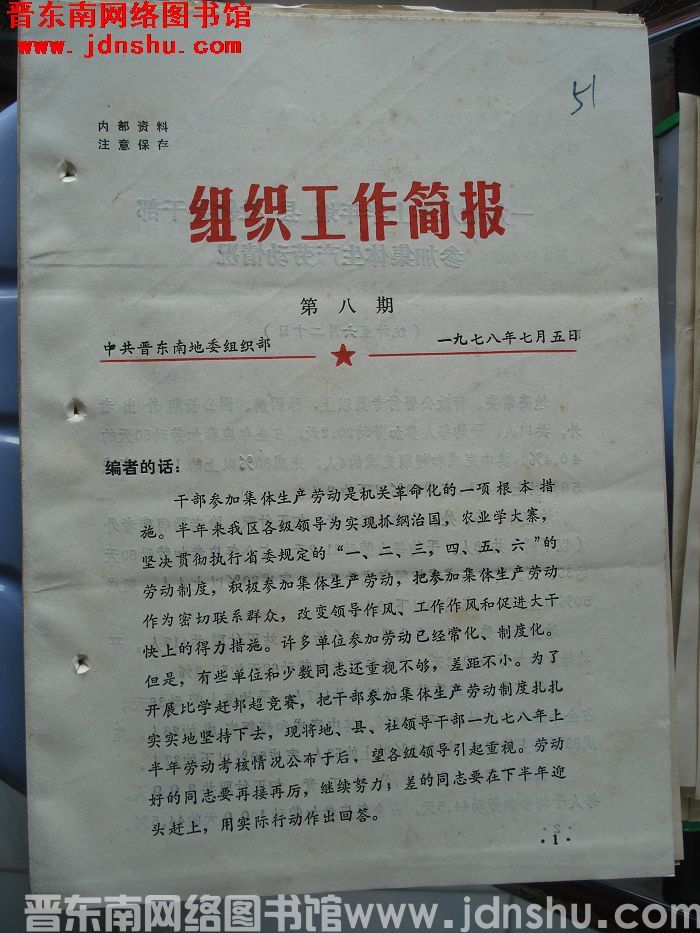 晋东南网络图书馆
www.jdnshu.com
51
内部资料
注意保存
组织工作简报
第八期
中共晋东南地委组织部
一九七八年七月五日
编者的话：
干部参加集体生产劳动是机关革命化的一项根本措
施。半年来我区各级领导为实现抓纲治国，农业学大寨，
坚决贯彻执行省委规定的“一、二、三，四、五、六”的
劳动制度，积极参加集体生产劳动，把参加集体生产劳动
作为密切联系群众，改变领导作风、工作作风和促进大干
快上的得力措施。许多单位参加劳动已经常化、制度化。
但是，有些单位和少数同志还重视不够，差距不小。为了
开展比学赶邦超竞赛，把干部参加集体生产劳动制度扎扎
实实地坚持下去，现将地、县、社领导干部一九七八年上
半年劳动考核情况公布于后，望各级领导引起重视。劳动
好的同志要再接再厉，继续努力；差的同志要在下半年迎
头赶上，用实际行动作出回答。
·1·
晋东南网络图书馆www.jdnshu.com